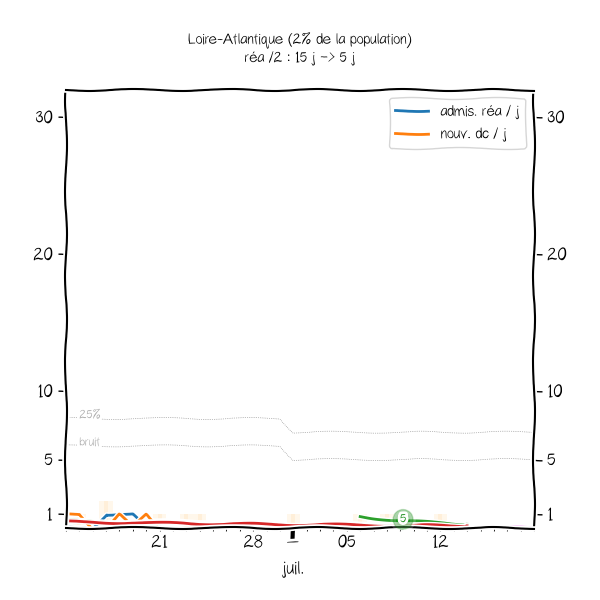 Loire-Atlantique (2% de la population)
réa /2 : 15 j -> 5 j
admis. réa / j
nouv. dc / j
30
30
20
20
10
10
25%
bruit
5
5
1
1
5
21
28
1
05
12
juil.